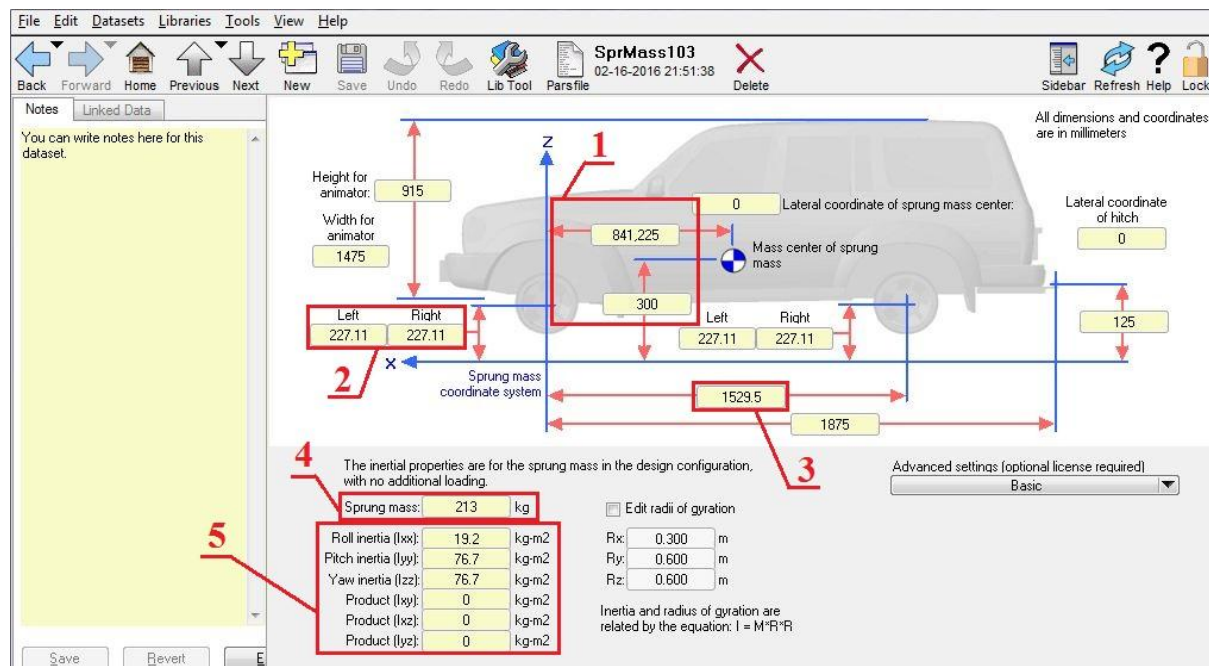 File Edit Datasets Libraries Tools View Help
SprMass103
02-16-2016 21:51:38
Back Forward Home Previous Next New Save Undo Redo Lib Tool Parsfile Delete Sidebar Refresh Help Lock
Notes Linked Data
You can write notes here for this
dataset.
All dimensions and coordinates
are in millimeters
Z
1
Height for
animator: 915
0 Lateral coordinate of sprung mass center:
Lateral coordinate
of hitch
0
Width for
animator
1475
841,225
Mass center of sprung
mass
300
Left Right
227.11 227.11
Left Right
227.11 227.11
125
2
X
Sprung mass
coordinate system
1529.5
1875
3
4
The inertial properties are for the sprung mass in the design configuration,
with no additional loading.
Advanced settings (optional license required)
Basic
Sprung mass: 213 kg
Edit radii of gyration
5
Roll inertia (Ixx): 19.2 kg-m2
Pitch inertia (Iyy): 76.7 kg-m2
Yaw inertia (Izz): 76.7 kg-m2
Product (Ixy): 0 kg-m2
Product (Ixz): 0 kg-m2
Product (Iyz): 0 kg-m2
Rx: 0.300 m
Ry: 0.600 m
Rz: 0.600 m
Inertia and radius of gyration are
related by the equation: I = M*R*R
Save Revert E